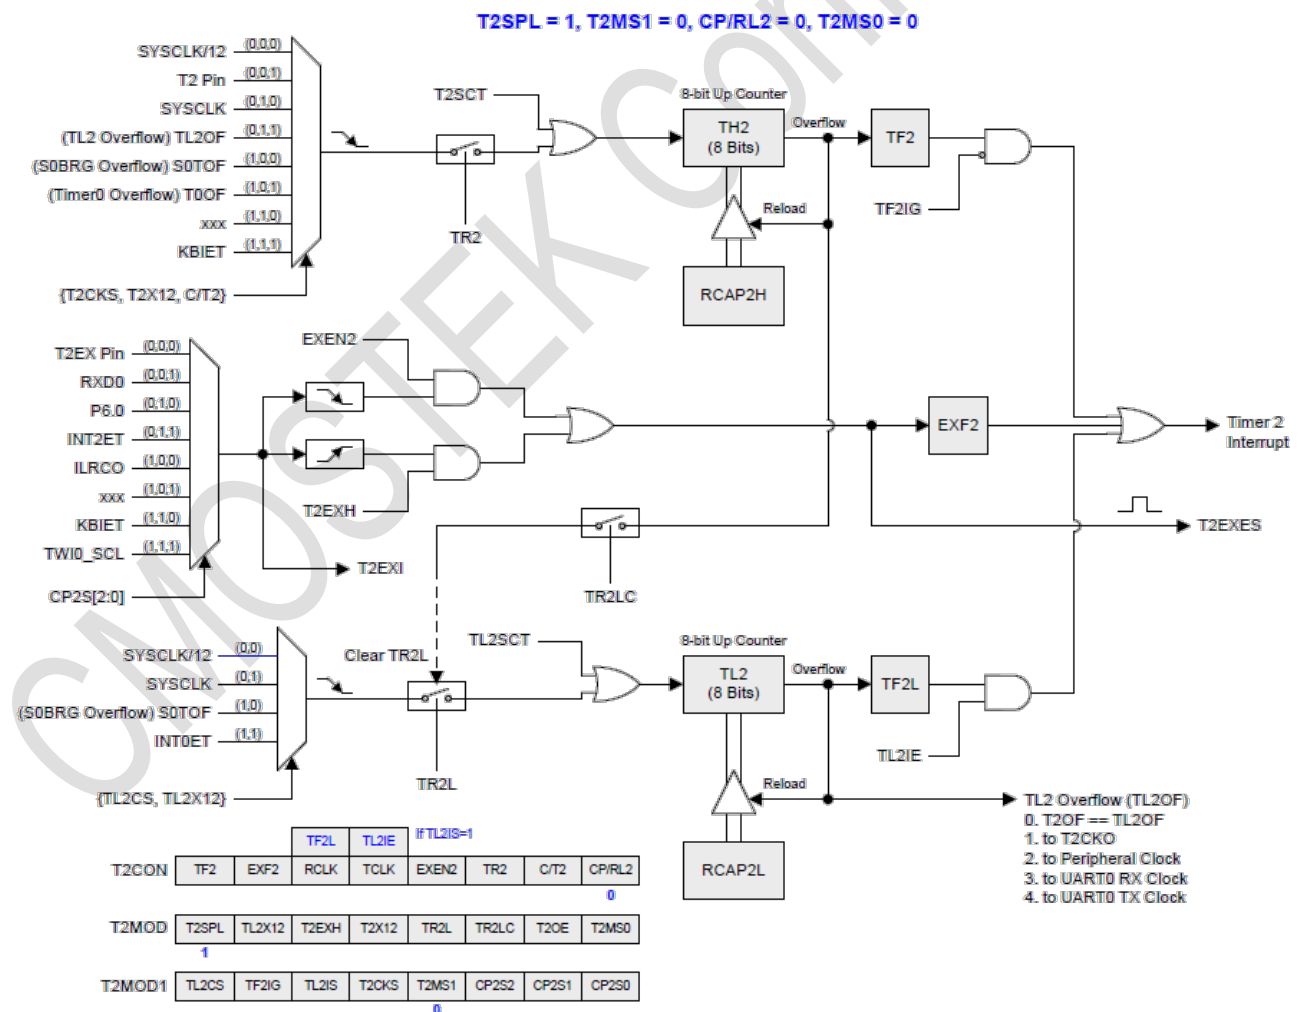 T2SPL = 1, T2MS1 = 0, CP/RL2 = 0, T2MS0 = 0
SYSCLK/12 (0,0,0)
T2 Pin (0,0,1)
SYSCLK (0,1,0)
(TL2 Overflow) TL2OF (0,1,1)
(S0BRG Overflow) S0TOF (1,0,0)
(Timer0 Overflow) T0OF (1,0,1)
xxx (1,1,0)
KBIET (1,1,1)
{T2CKS, T2X12, C/T2}
TR2
T2SCT
8-bit Up Counter
TH2
(8 Bits)
Overflow
Reload
RCAP2H
TF2
TF2IG
T2EX Pin (0,0,0)
RXD0 (0,0,1)
P6.0 (0,1,0)
INT2ET (0,1,1)
ILRCO (1,0,0)
xxx (1,0,1)
KBIET (1,1,0)
TWI0_SCL (1,1,1)
CP2S[2:0]
EXEN2
T2EXH
T2EXI
EXF2
Timer 2
Interrupt
T2EXES
TR2LC
SYSCLK/12 (0,0)
SYSCLK (0,1)
(S0BRG Overflow) S0TOF (1,0)
INT0ET (1,1)
{TL2CS, TL2X12}
Clear TR2L
TR2L
TL2SCT
8-bit Up Counter
TL2
(8 Bits)
Overflow
Reload
RCAP2L
TF2L
TL2IE
TL2 Overflow (TL2OF)
0. T2OF == TL2OF
1. to T2CKO
2. to Peripheral Clock
3. to UART0 RX Clock
4. to UART0 TX Clock
TF2L TL2IE If TL2IS=1
T2CON TF2 EXF2 RCLK TCLK EXEN2 TR2 C/T2 CP/RL2
0
T2MOD T2SPL TL2X12 T2EXH T2X12 TR2L TR2LC T2OE T2MS0
1
T2MOD1 TL2CS TF2IG TL2IS T2CKS T2MS1 CP2S2 CP2S1 CP2S0
0
CMOSTEK Com